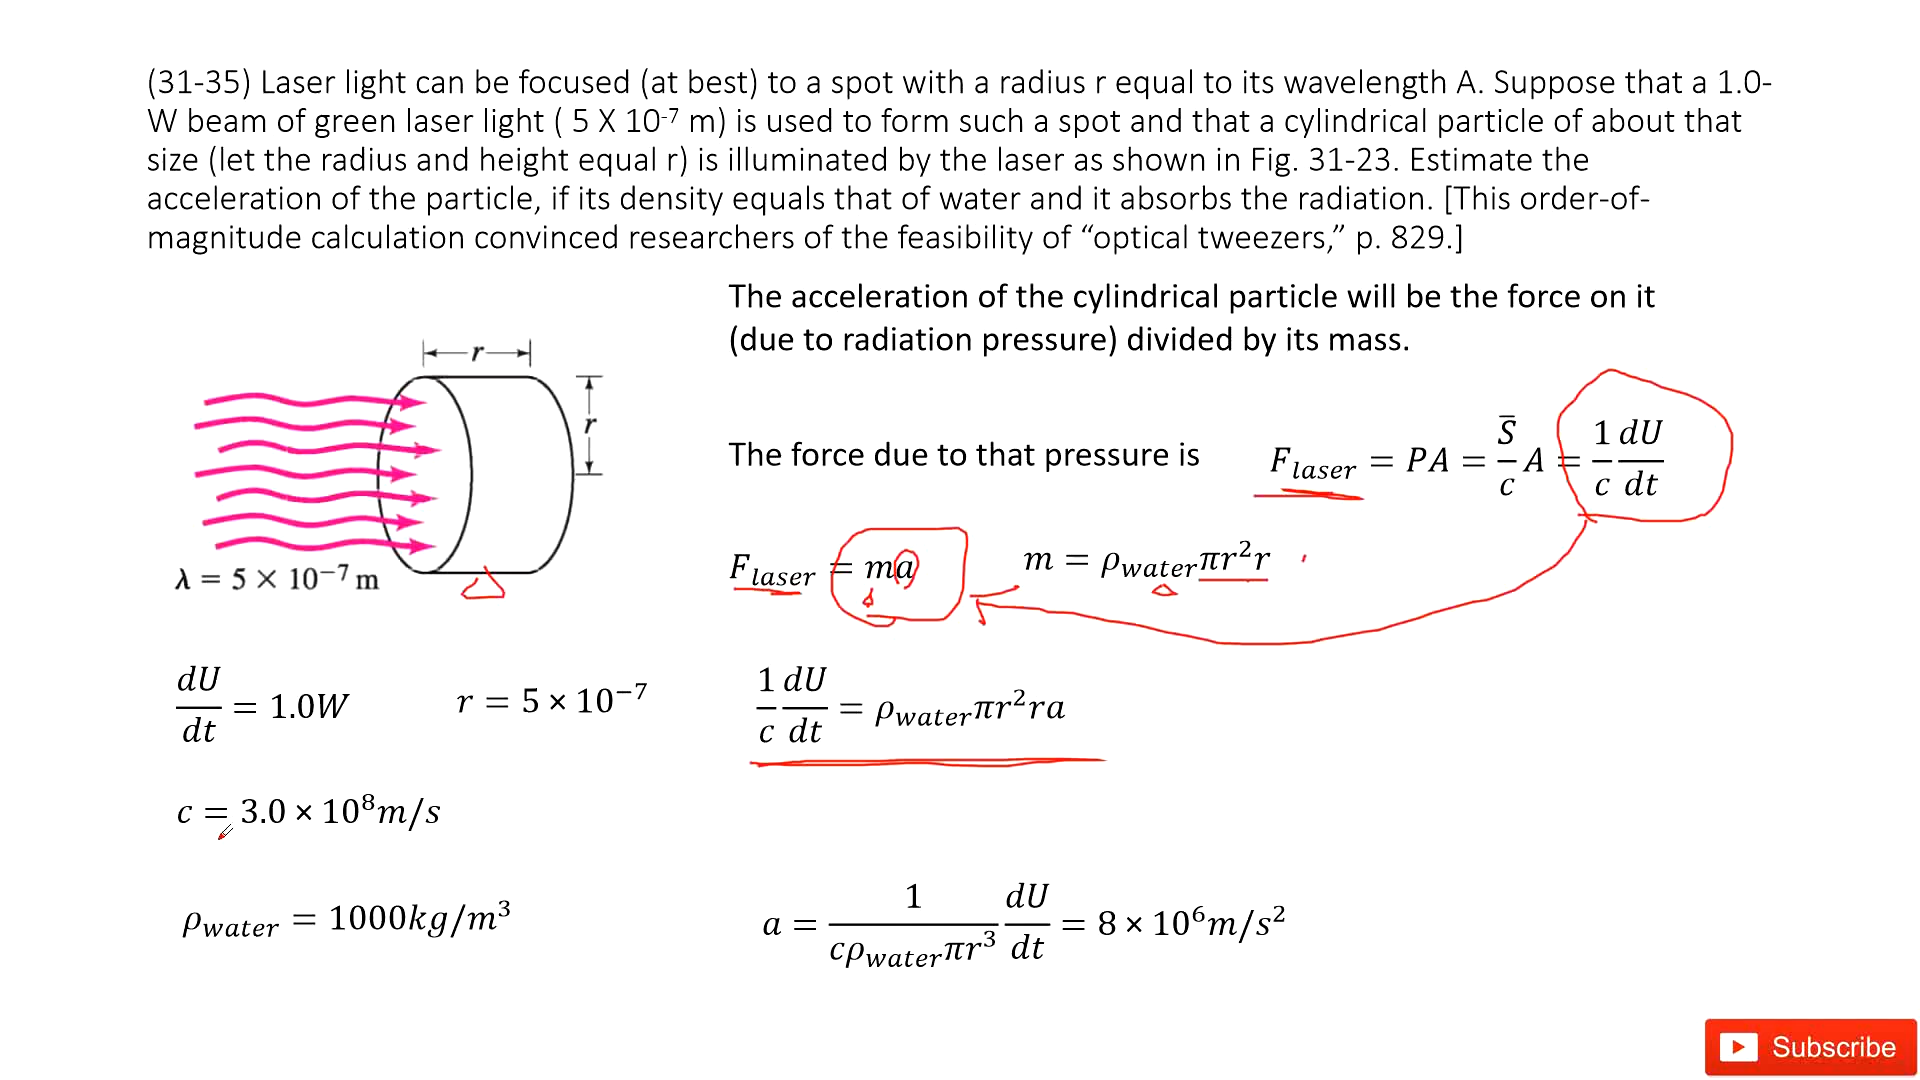 (31-35) Laser light can be focused (at best) to a spot with a radius r equal to its wavelength A. Suppose that a 1.0-
W beam of green laser light ( 5 X 10⁻⁷ m) is used to form such a spot and that a cylindrical particle of about that
size (let the radius and height equal r) is illuminated by the laser as shown in Fig. 31-23. Estimate the
acceleration of the particle, if its density equals that of water and it absorbs the radiation. [This order-of-
magnitude calculation convinced researchers of the feasibility of “optical tweezers,” p. 829.]
The acceleration of the cylindrical particle will be the force on it
(due to radiation pressure) divided by its mass.
r
r
λ = 5 × 10⁻⁷ m
The force due to that pressure is F_laser = PA = S̅/c A = 1/c dU/dt
F_laser = ma m = ρ_water πr²r
dU/dt = 1.0W r = 5 × 10⁻⁷ 1/c dU/dt = ρ_water πr²ra
c = 3.0 × 10⁸m/s
ρ_water = 1000kg/m³ a = 1/(cρ_water πr³) dU/dt = 8 × 10⁶m/s²
Subscribe